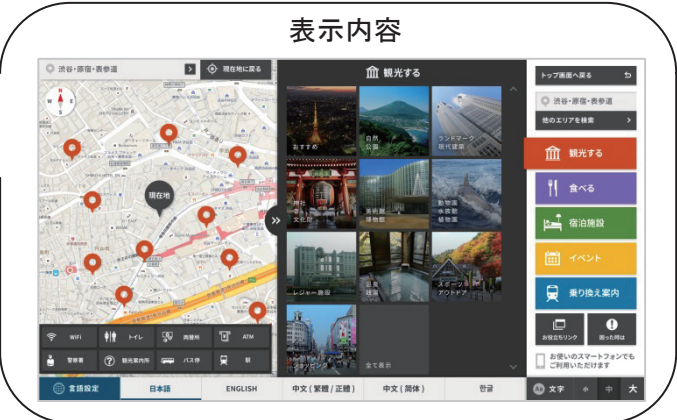 表示内容
渋谷・原宿・表参道
現在地に戻る
N
W
E
S
現在地
WiFi
トイレ
両替所
ATM
警察署
観光案内所
バス停
駅
観光する
おすすめ
自然
公園
ランドマーク
現代建築
神社
寺
文化財
美術館
博物館
動物園
水族館
植物園
レジャー施設
温泉
銭湯
スポーツ
アウトドア
ショッピング
全て表示
トップ画面へ戻る
渋谷・原宿・表参道
他のエリアを検索
観光する
食べる
宿泊施設
イベント
乗り換え案内
お役立ちリンク
困った時は
お使いのスマートフォンでも
ご利用いただけます
言語設定
日本語
ENGLISH
中文 ( 繁體 / 正體 )
中文 ( 简体 )
한글
文字
小
中
大